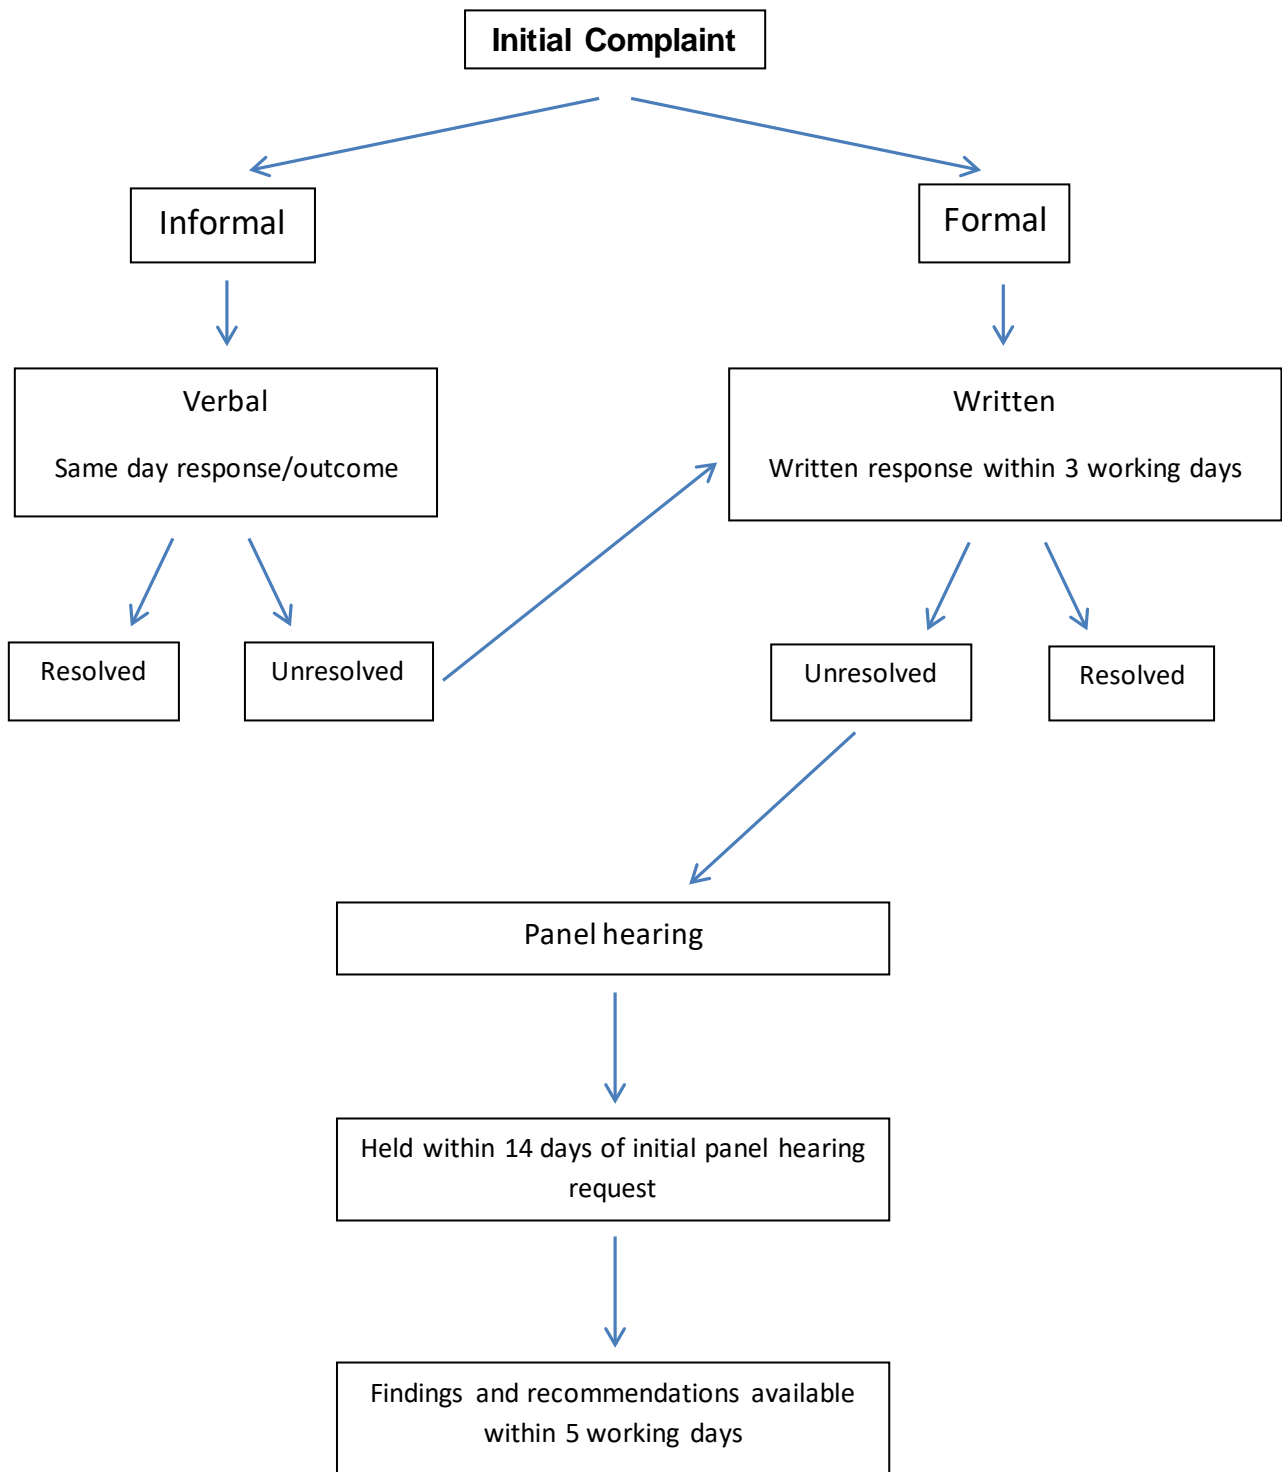 Initial Complaint
Informal
Formal
Verbal
Same day response/outcome
Written
Written response within 3 working days
Resolved
Unresolved
Unresolved
Resolved
Panel hearing
Held within 14 days of initial panel hearing
request
Findings and recommendations available
within 5 working days